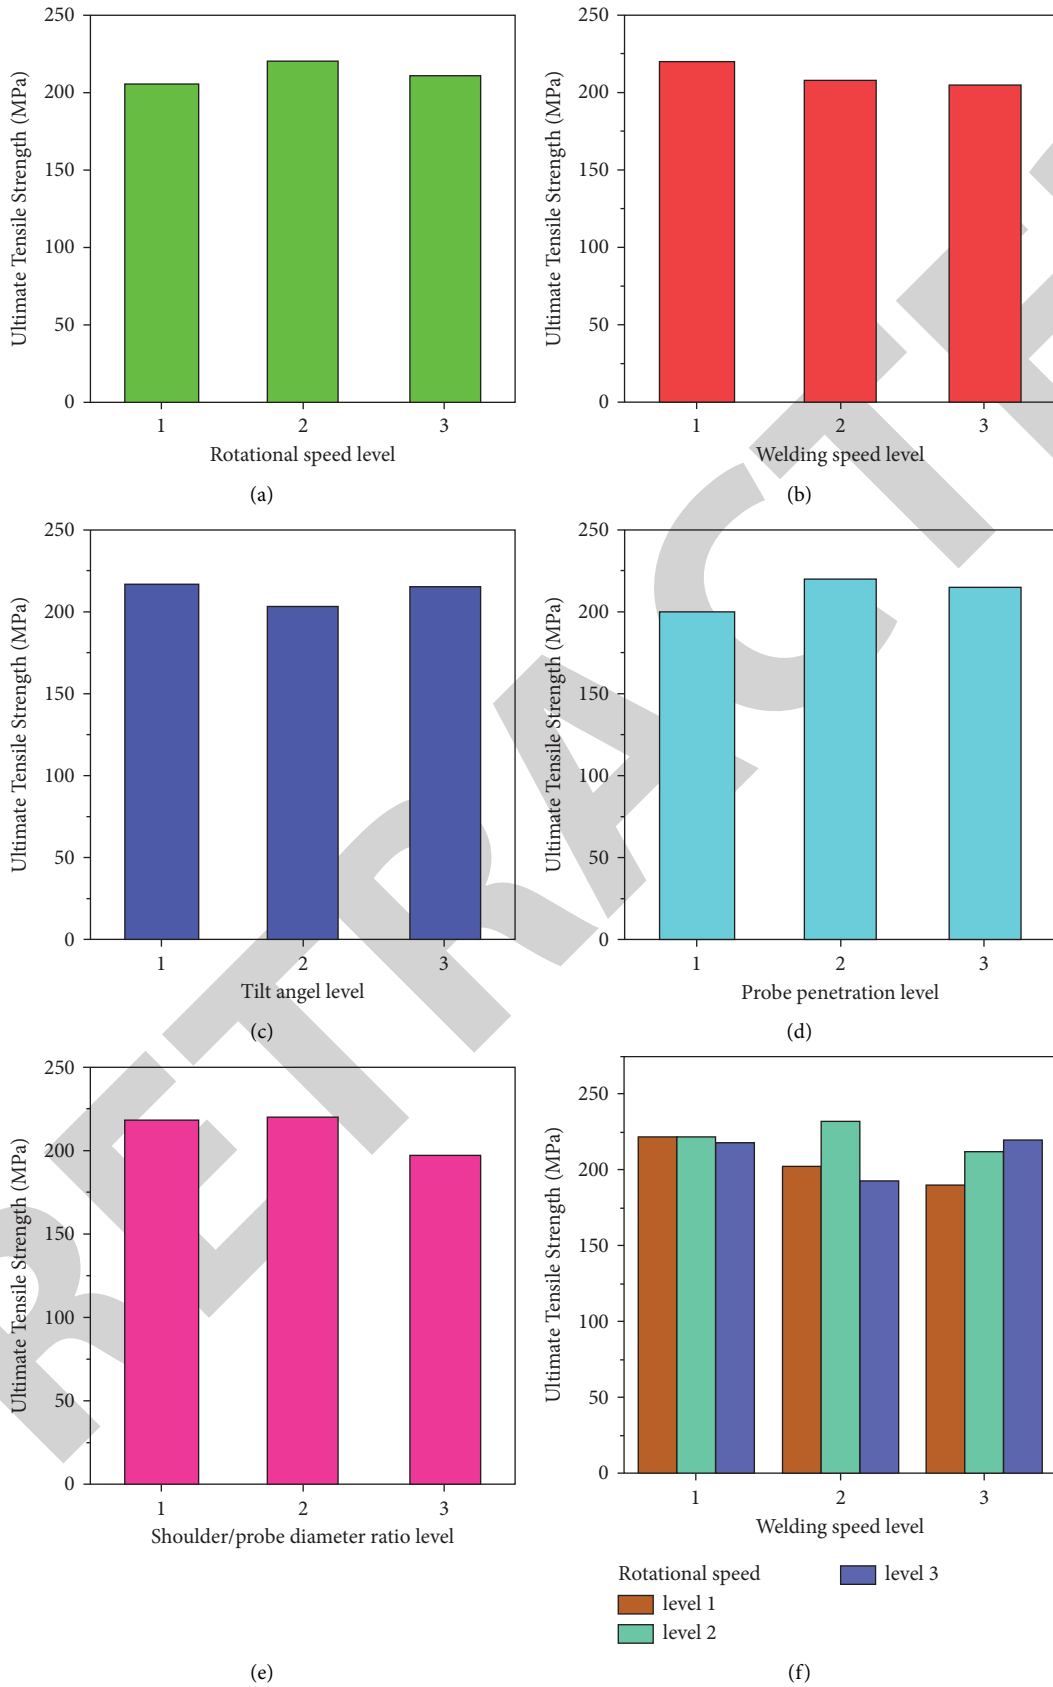 250
200
150
100
50
0
Ultimate Tensile Strength (MPa)
1 2 3
Rotational speed level
(a)
250
200
150
100
50
0
Ultimate Tensile Strength (MPa)
1 2 3
Welding speed level
(b)
250
200
150
100
50
0
Ultimate Tensile Strength (MPa)
1 2 3
Tilt angel level
(c)
250
200
150
100
50
0
Ultimate Tensile Strength (MPa)
1 2 3
Probe penetration level
(d)
250
200
150
100
50
0
Ultimate Tensile Strength (MPa)
1 2 3
Shoulder/probe diameter ratio level
(e)
250
200
150
100
50
0
Ultimate Tensile Strength (MPa)
1 2 3
Welding speed level
Rotational speed
level 1
level 2
level 3
(f)
RETRACTE